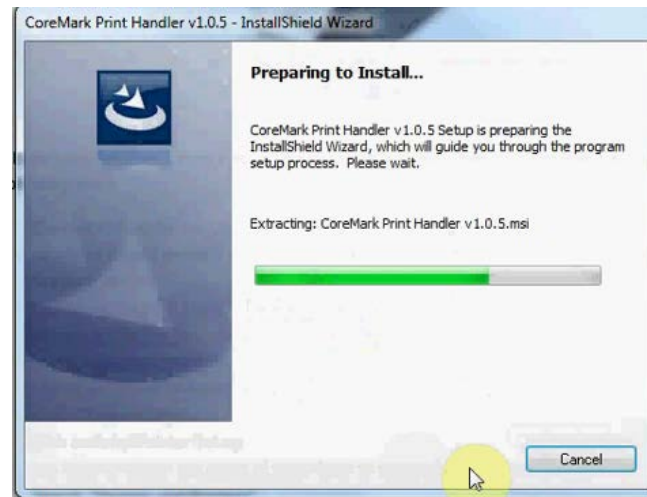 CoreMark Print Handler v1.0.5 - InstallShield Wizard
Preparing to Install...
CoreMark Print Handler v1.0.5 Setup is preparing the
InstallShield Wizard, which will guide you through the program
setup process. Please wait.
Extracting: CoreMark Print Handler v1.0.5.msi
Cancel